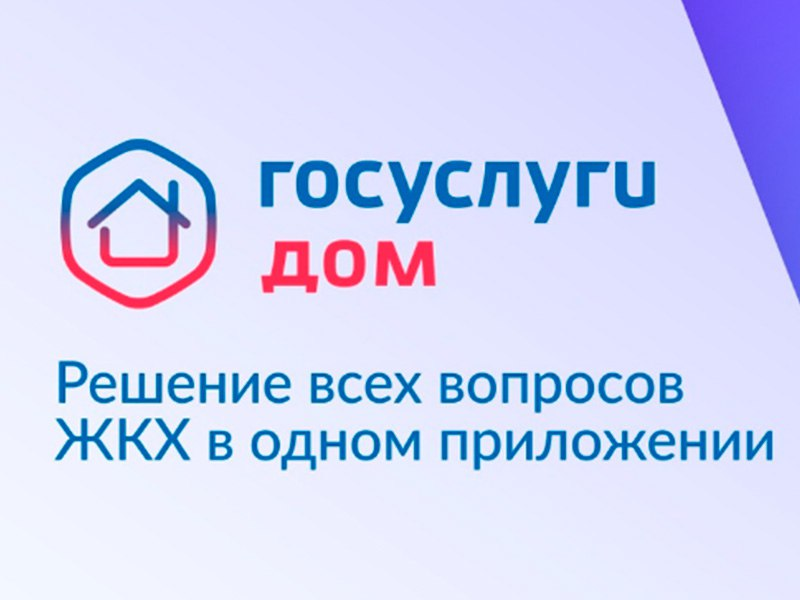 госуслуги
дом
Решение всех вопросов
ЖКХ в одном приложении